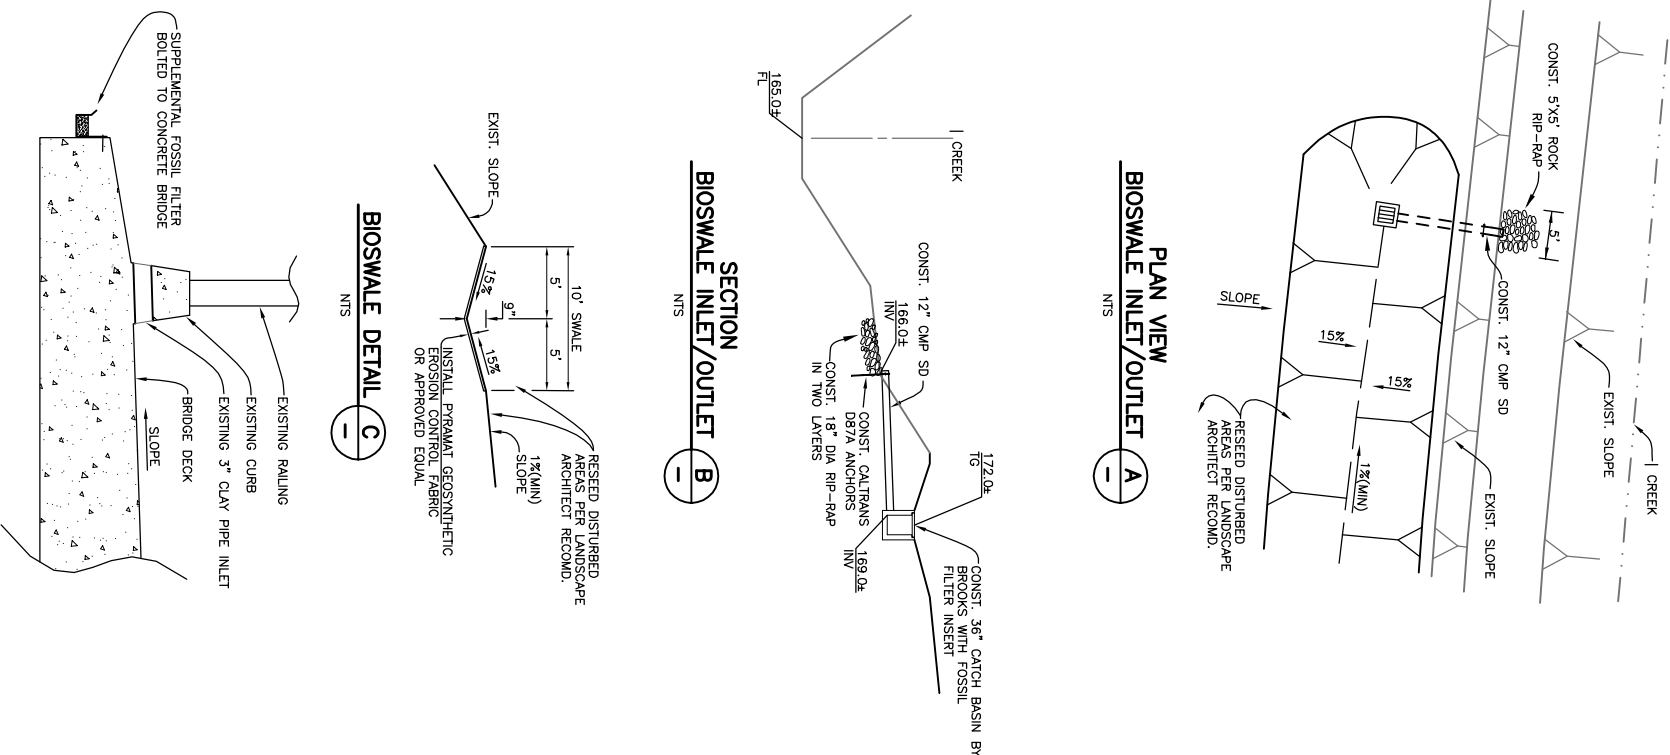 ℄ CREEK
EXIST. SLOPE
CONST. 5'X5' ROCK
RIP-RAP
5'
CONST. 12" CMP SD
EXIST. SLOPE
SLOPE
15%
15%
1%(MIN)
RESEED DISTURBED
AREAS PER LANDSCAPE
ARCHITECT RECOMD.
PLAN VIEW
BIOSWALE INLET/OUTLET
NTS
A
-
℄ CREEK
165.0±
FL
CONST. 12" CMP SD
166.0±
INV
172.0±
TG
CONST. 36" CATCH BASIN BY
BROOKS WITH FOSSIL
FILTER INSERT
169.0±
INV
CONST. CALTRANS
D87A ANCHORS
CONST. 18" DIA RIP-RAP
IN TWO LAYERS
SECTION
BIOSWALE INLET/OUTLET
NTS
B
-
10' SWALE
5'
5'
9"
15%
15%
EXIST. SLOPE
RESEED DISTURBED
AREAS PER LANDSCAPE
ARCHITECT RECOMD.
1%(MIN)
SLOPE
INSTALL PYRAMAT GEOSYNTHETIC
EROSION CONTROL FABRIC
OR APPROVED EQUAL
BIOSWALE DETAIL
NTS
C
-
EXISTING RAILING
EXISTING CURB
EXISTING 3" CLAY PIPE INLET
BRIDGE DECK
SLOPE
SUPPLEMENTAL FOSSIL FILTER
BOLTED TO CONCRETE BRIDGE